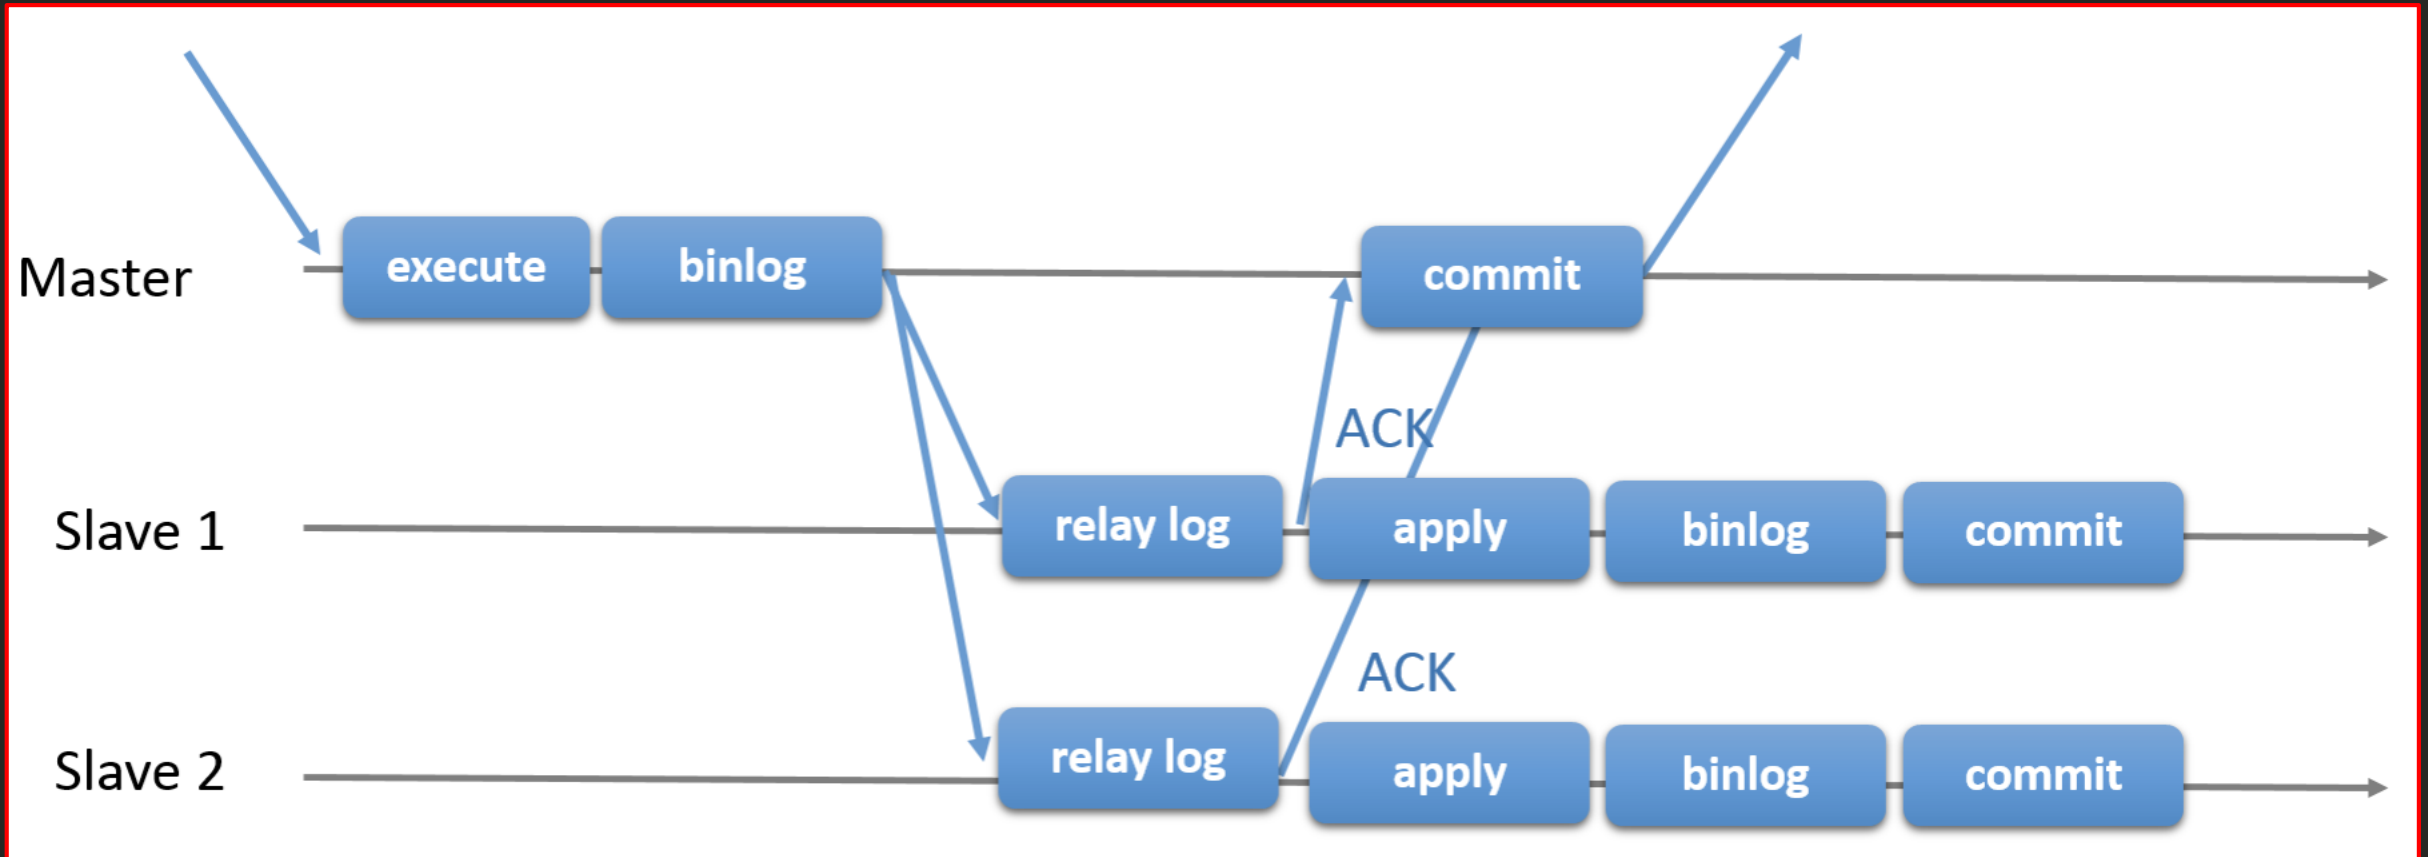 Master
execute
binlog
commit
ACK
Slave 1
relay log
apply
binlog
commit
ACK
Slave 2
relay log
apply
binlog
commit